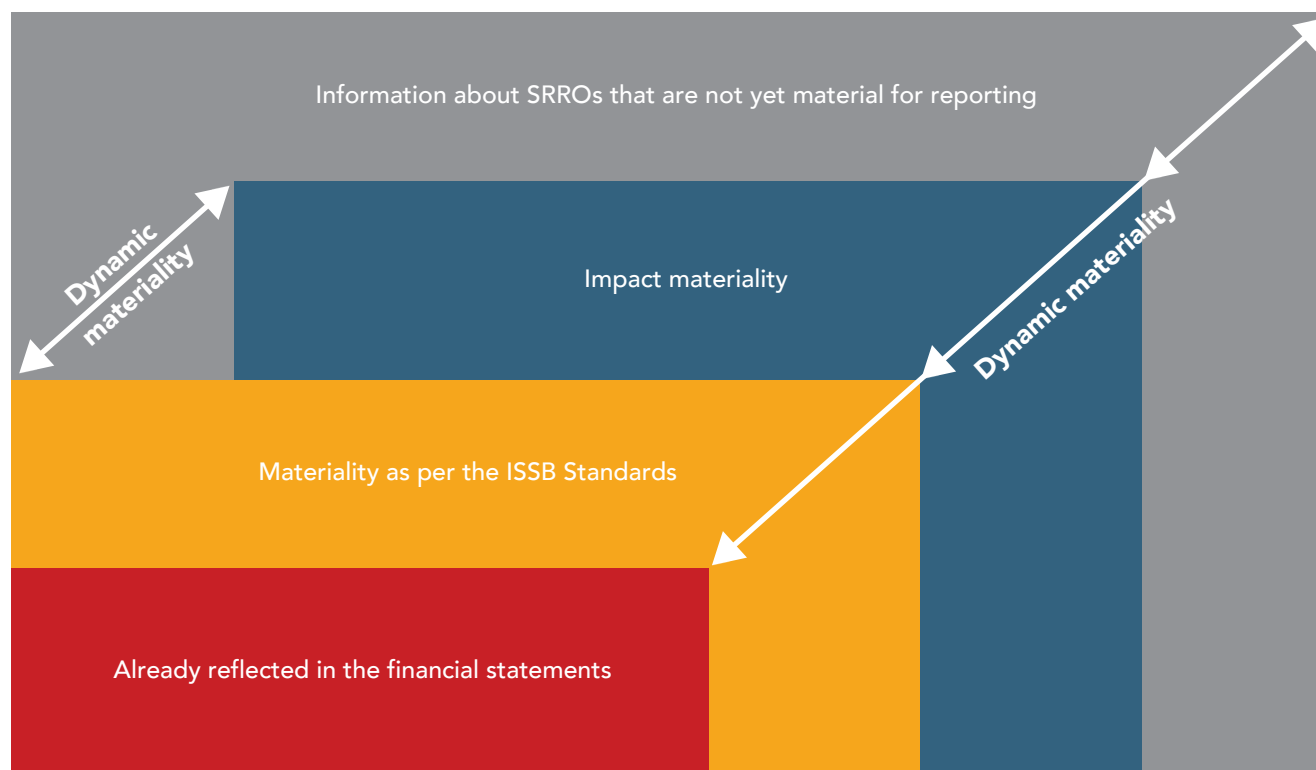 Information about SRROs that are not yet material for reporting
Dynamic
materiality
Impact materiality
Dynamic materiality
Materiality as per the ISSB Standards
Already reflected in the financial statements